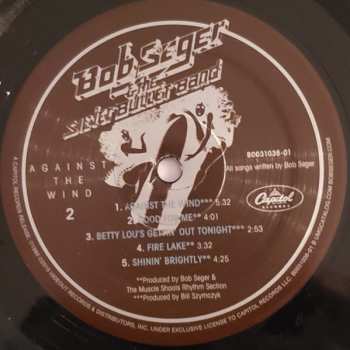 Bob Seger
& the
Silver Bullet Band
B0031038-01
All songs written by Bob Seger
AGAINST
THE
WIND
2
Capitol
1. AGAINST THE WIND*** 5:32
2. GOOD FOR ME** 4:01
3. BETTY LOU'S GETTIN' OUT TONIGHT*** 2:53
4. FIRE LAKE** 3:32
5. SHININ' BRIGHTLY** 4:25
**Produced by Bob Seger &
The Muscle Shoals Rhythm Section
***Produced by Bill Szymczyk